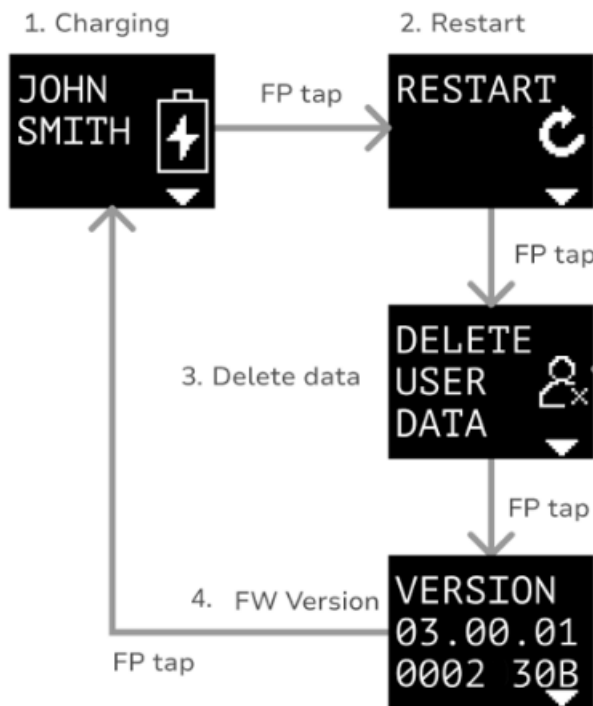 1. Charging
2. Restart
JOHN
SMITH
FP tap
RESTART
FP tap
3. Delete data
DELETE
USER
DATA
FP tap
4. FW Version
VERSION
03.00.01
0002 30B
FP tap